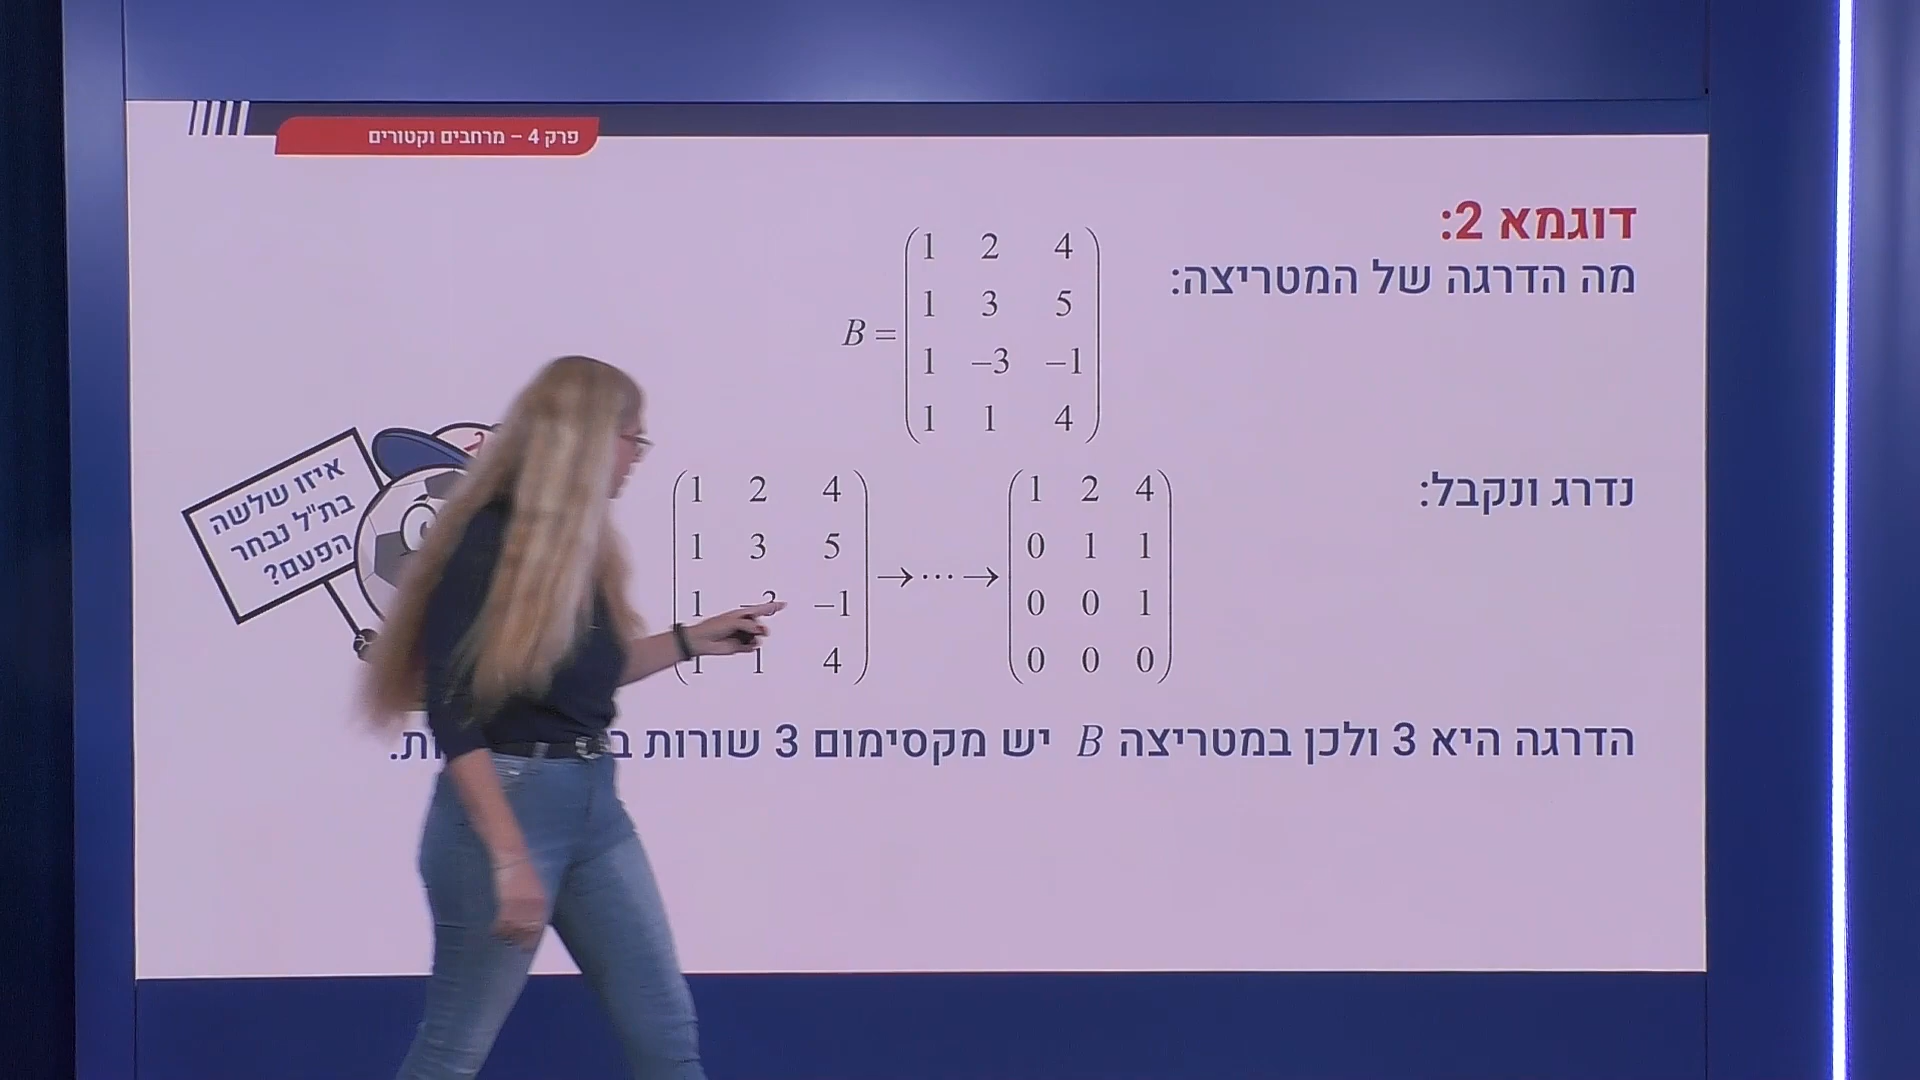 פרק 4 – מרחבים וקטורים
דוגמא 2:
מה הדרגה של המטריצה:
B =
1 2 4
1 3 5
1 –3 –1
1 1 4
נדרג ונקבל:
1 2 4
1 3 5
1 –3 –1
1 1 4
→···→
1 2 4
0 1 1
0 0 1
0 0 0
איזו שלשה
בת"ל נבחר
הפעם?
הדרגה היא 3 ולכן במטריצה B יש מקסימום 3 שורות